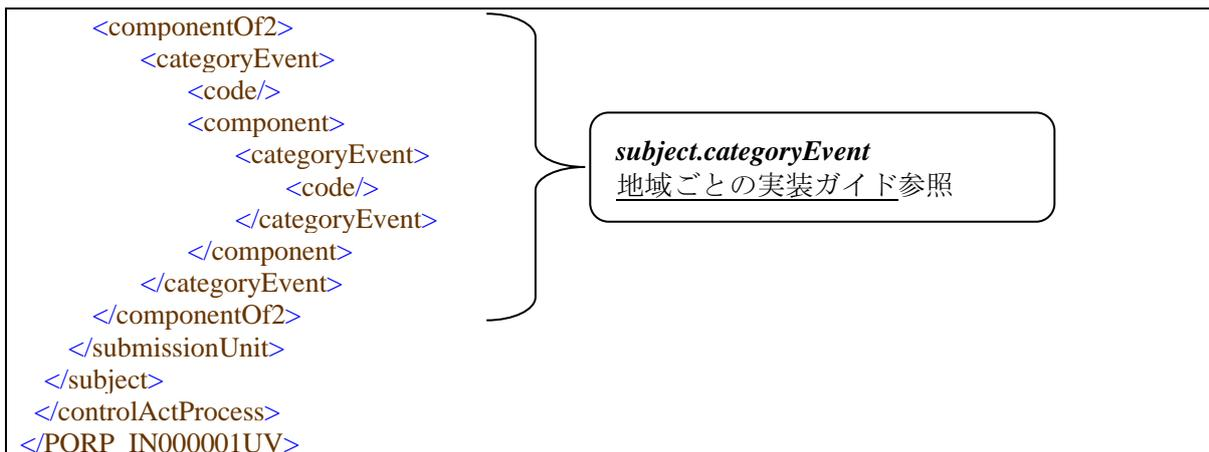 <componentOf2>
<categoryEvent>
<code/>
<component>
<categoryEvent>
<code/>
</categoryEvent>
</component>
</categoryEvent>
</componentOf2>
</submissionUnit>
</subject>
</controlActProcess>
</PORP_IN000001UV>
subject.categoryEvent
地域ごとの実装ガイド参照